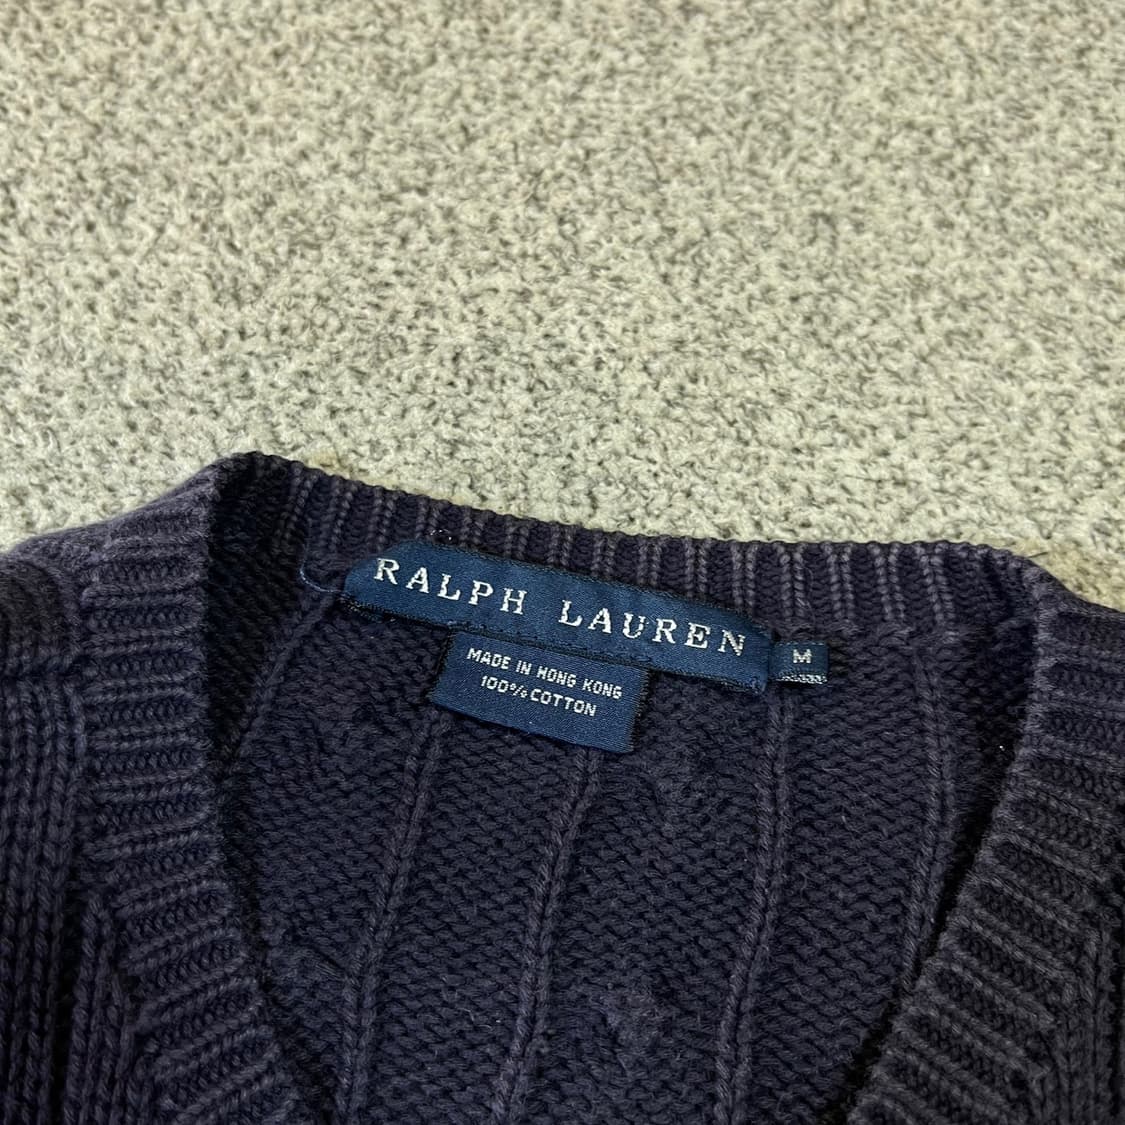 RALPH LAUREN
M
MADE IN HONG KONG
100% COTTON